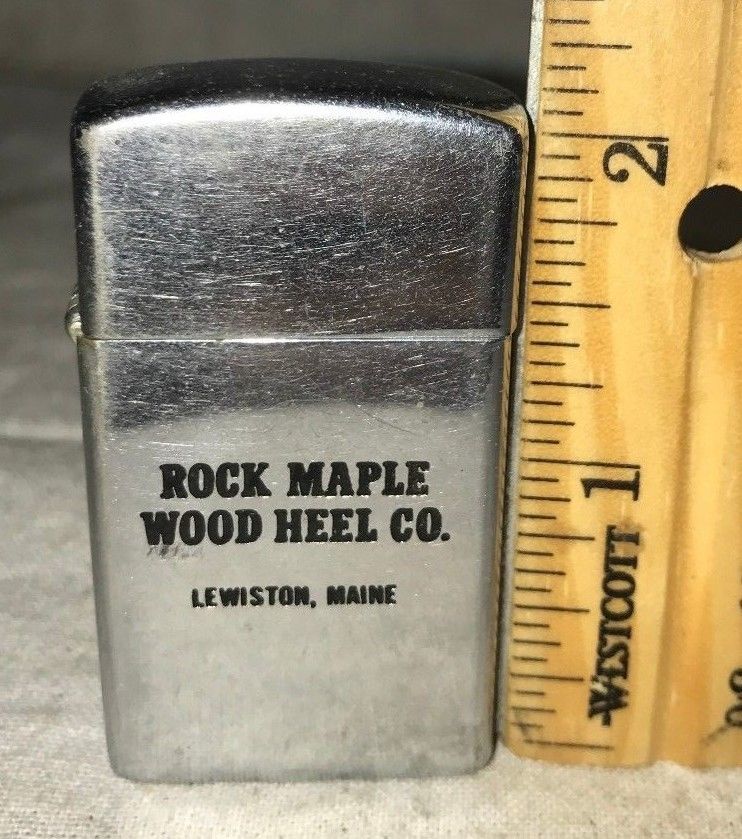 ROCK MAPLE
WOOD HEEL CO.
LEWISTON, MAINE
2
1
WESTCOTT